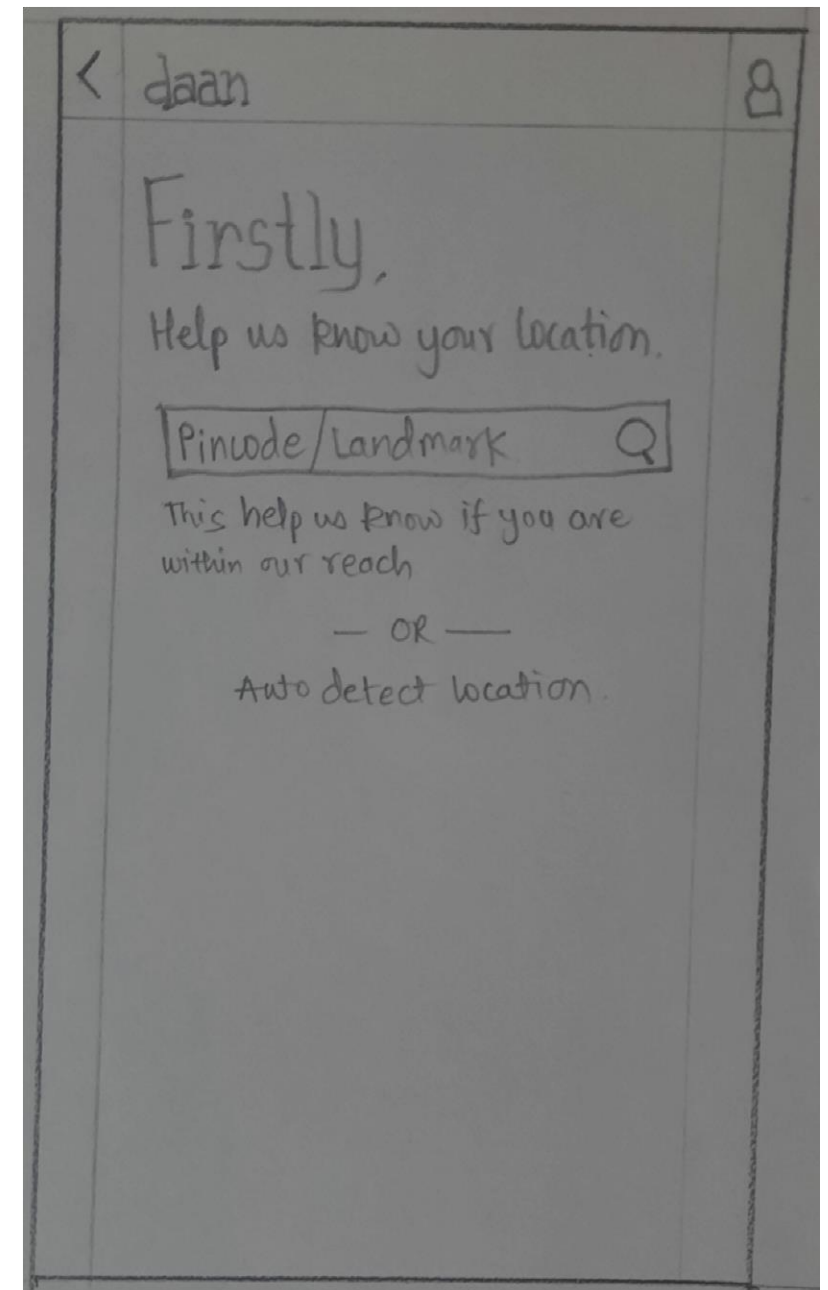 < daan
Firstly,
Help us know your location.
Pincode/Landmark
This help us know if you are
within our reach
— OR —
Auto detect location.